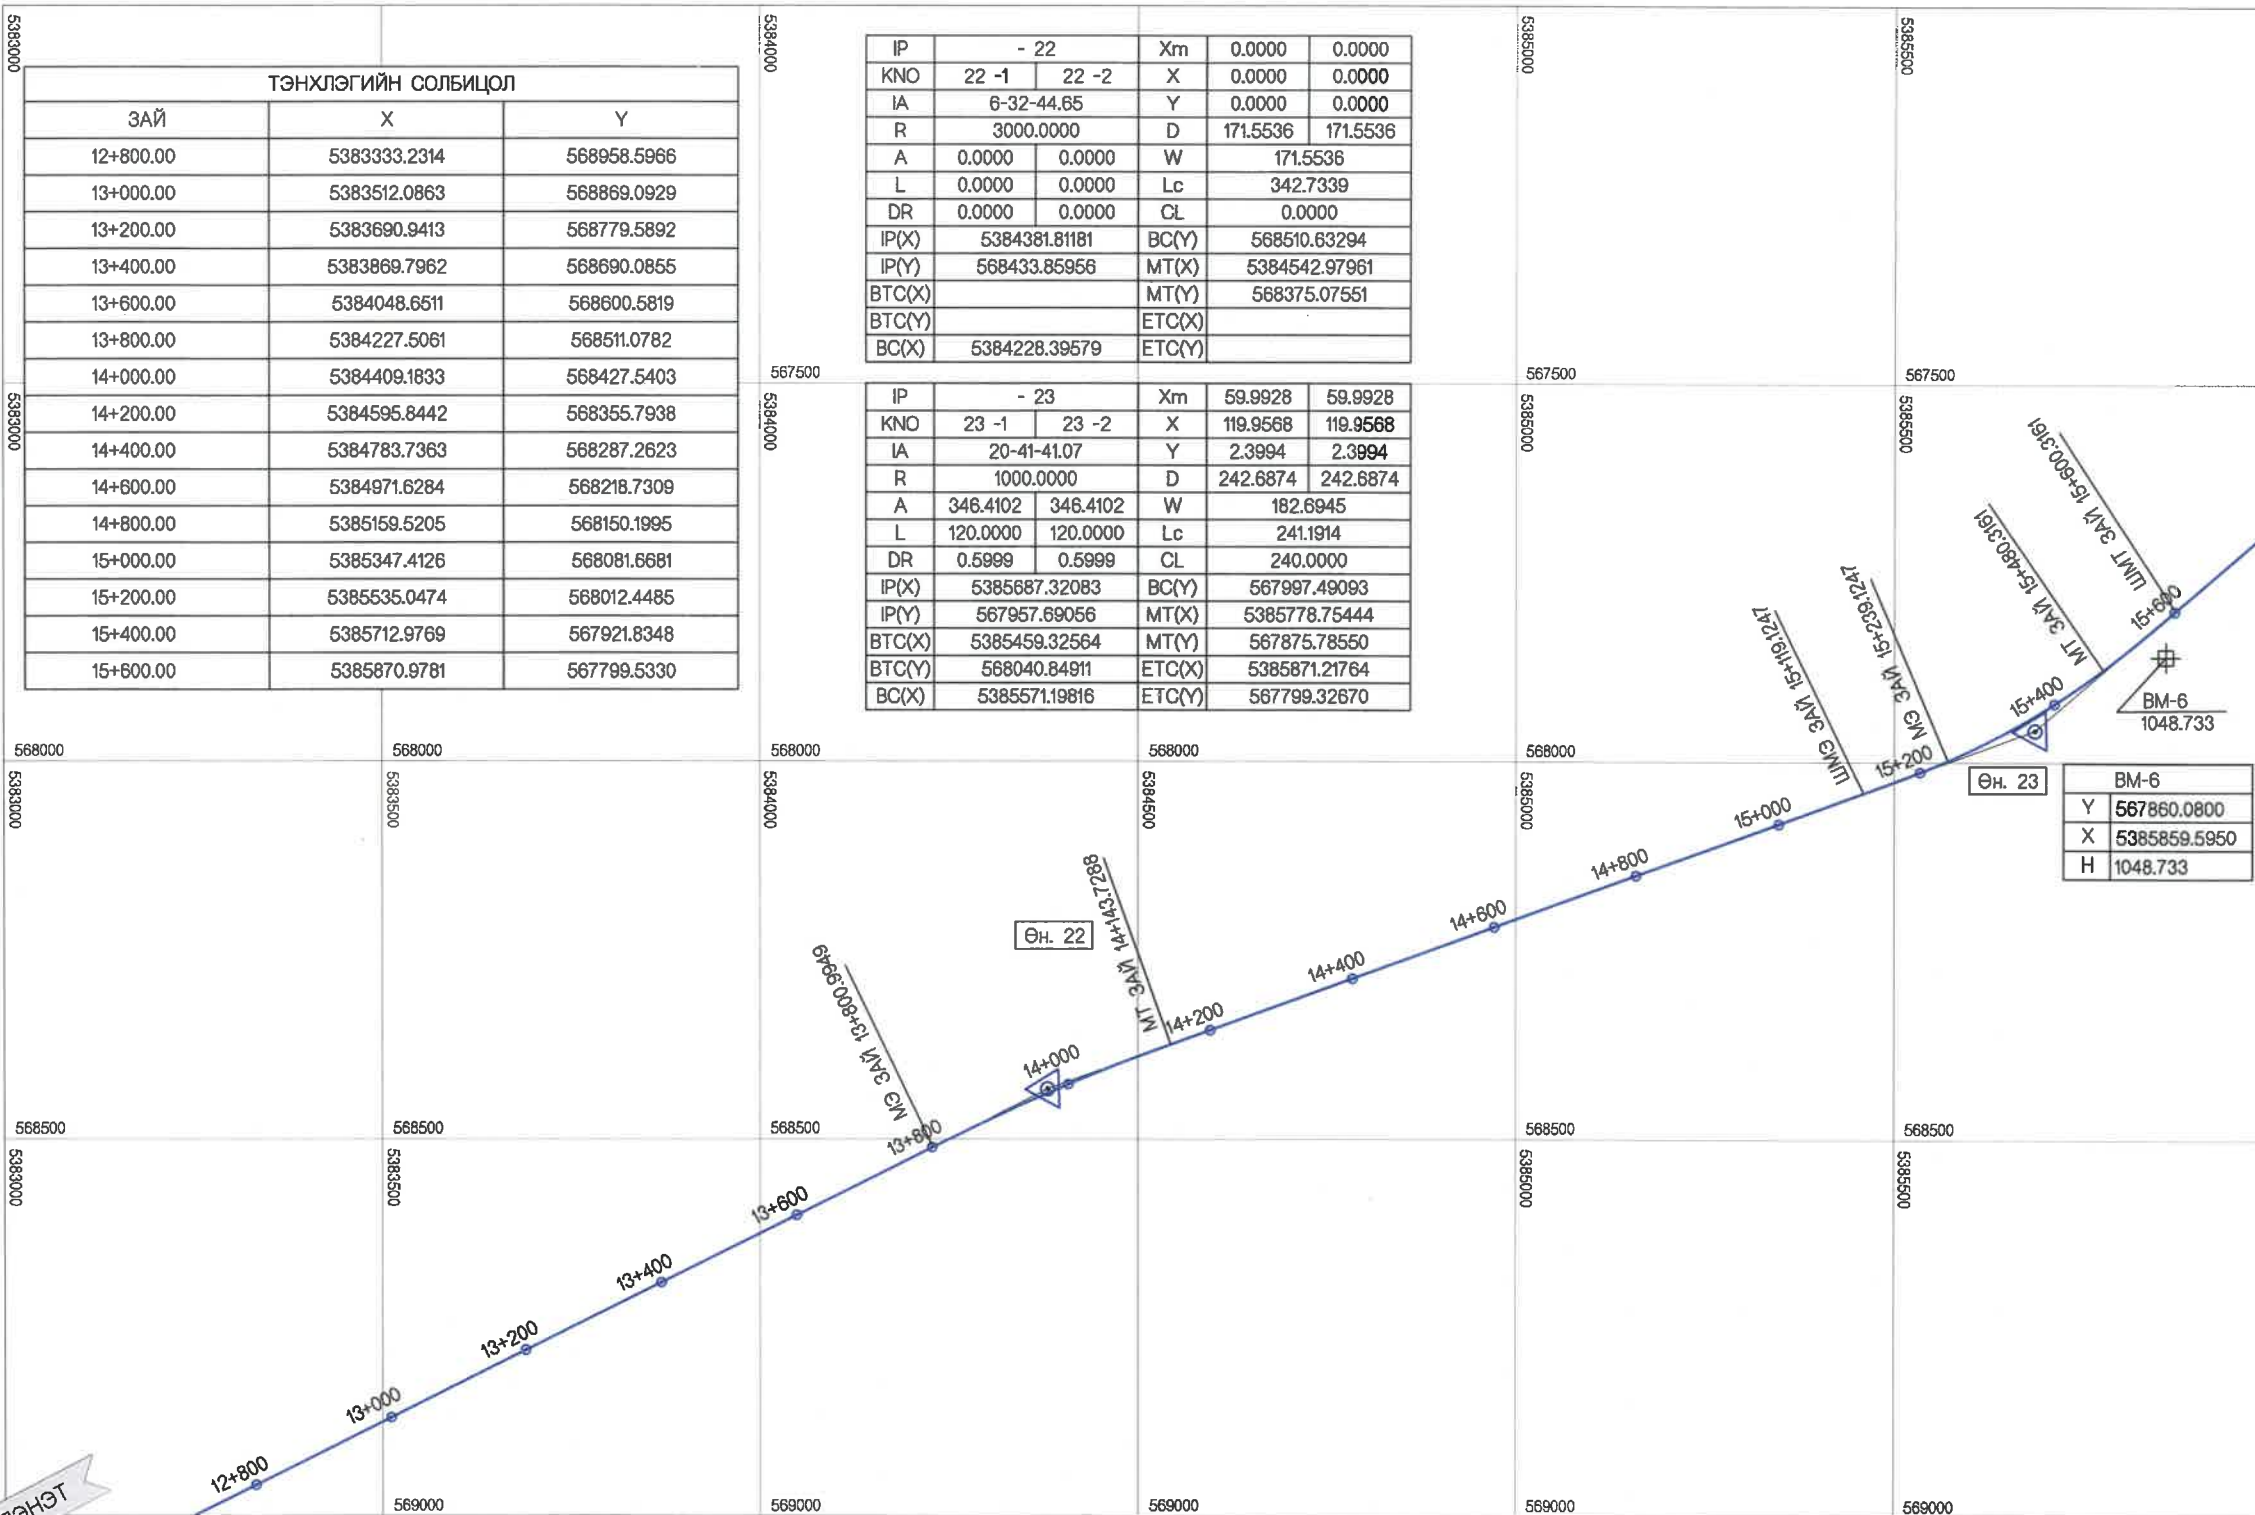 ТЭНХЛЭГИЙН СОЛБИЦОЛ
ЗАЙ X Y
12+800.00 5383333.2314 568958.5966
13+000.00 5383512.0863 568869.0929
13+200.00 5383690.9413 568779.5892
13+400.00 5383869.7962 568690.0855
13+600.00 5384048.6511 568600.5819
13+800.00 5384227.5061 568511.0782
14+000.00 5384409.1833 568427.5403
14+200.00 5384595.8442 568355.7938
14+400.00 5384783.7363 568287.2623
14+600.00 5384971.6284 568218.7309
14+800.00 5385159.5205 568150.1995
15+000.00 5385347.4126 568081.6681
15+200.00 5385535.0474 568012.4485
15+400.00 5385712.9769 567921.8348
15+600.00 5385870.9781 567799.5330
IP - 22 Xm 0.0000 0.0000
KNO 22 -1 22 -2 X 0.0000 0.0000
IA 6-32-44.65 Y 0.0000 0.0000
R 3000.0000 D 171.5536 171.5536
A 0.0000 0.0000 W 171.5536
L 0.0000 0.0000 Lc 342.7339
DR 0.0000 0.0000 CL 0.0000
IP(X) 5384381.81181 BC(Y) 568510.63294
IP(Y) 568433.85956 MT(X) 5384542.97961
BTC(X) MT(Y) 568375.07551
BTC(Y) ETC(X)
BC(X) 5384228.39579 ETC(Y)
IP - 23 Xm 59.9928 59.9928
KNO 23 -1 23 -2 X 119.9568 119.9568
IA 20-41-41.07 Y 2.3994 2.3994
R 1000.0000 D 242.6874 242.6874
A 346.4102 346.4102 W 182.6945
L 120.0000 120.0000 Lc 241.1914
DR 0.5999 0.5999 CL 240.0000
IP(X) 5385687.32083 BC(Y) 567997.49093
IP(Y) 567957.69056 MT(X) 5385778.75444
BTC(X) 5385459.32564 MT(Y) 567875.78550
BTC(Y) 568040.84911 ETC(X) 5385871.21764
BC(X) 5385571.19816 ETC(Y) 567799.32670
5383000
5384000
5385000
5385500
567500
567500
567500
5383000
5384000
5385000
5385500
568000
568000
568000
568000
568000
5383000
5383500
5384000
5384500
5385000
568500
568500
568500
568500
568500
5383000
5383500
5384000
5385000
5385500
569000
569000
569000
569000
569000
ШМТ ЗАЙ 15+600.3161
МТ ЗАЙ 15+480.3161
МЭ ЗАЙ 15+239.1247
ШМЭ ЗАЙ 15+119.1247
МТ ЗАЙ 14+143.7288
МЭ ЗАЙ 13+800.9949
15+600
15+400
15+200
15+000
14+800
14+600
14+400
14+200
14+000
13+800
13+600
13+400
13+200
13+000
12+800
Өн. 22
Өн. 23
BM-6
1048.733
BM-6
Y 567860.0800
X 5385859.5950
H 1048.733